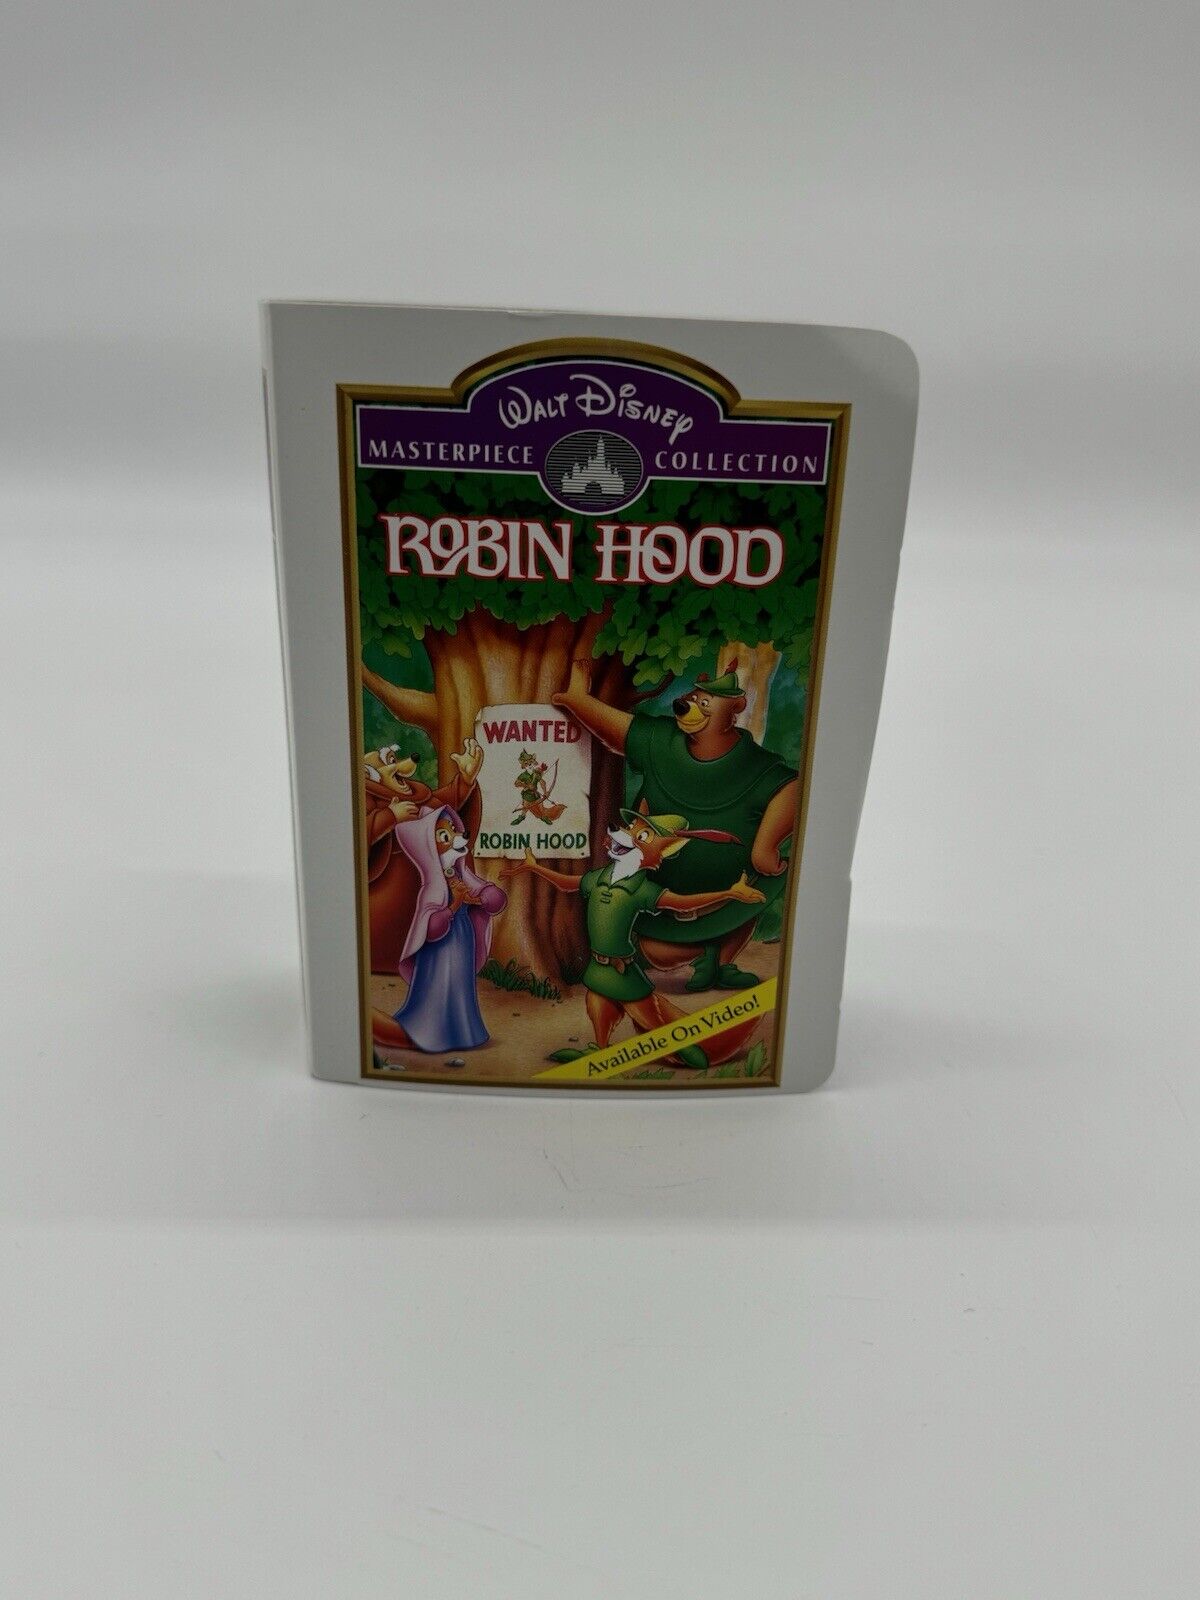 Walt Disney
MASTERPIECE COLLECTION
ROBIN HOOD
WANTED
ROBIN HOOD
Available On Video!